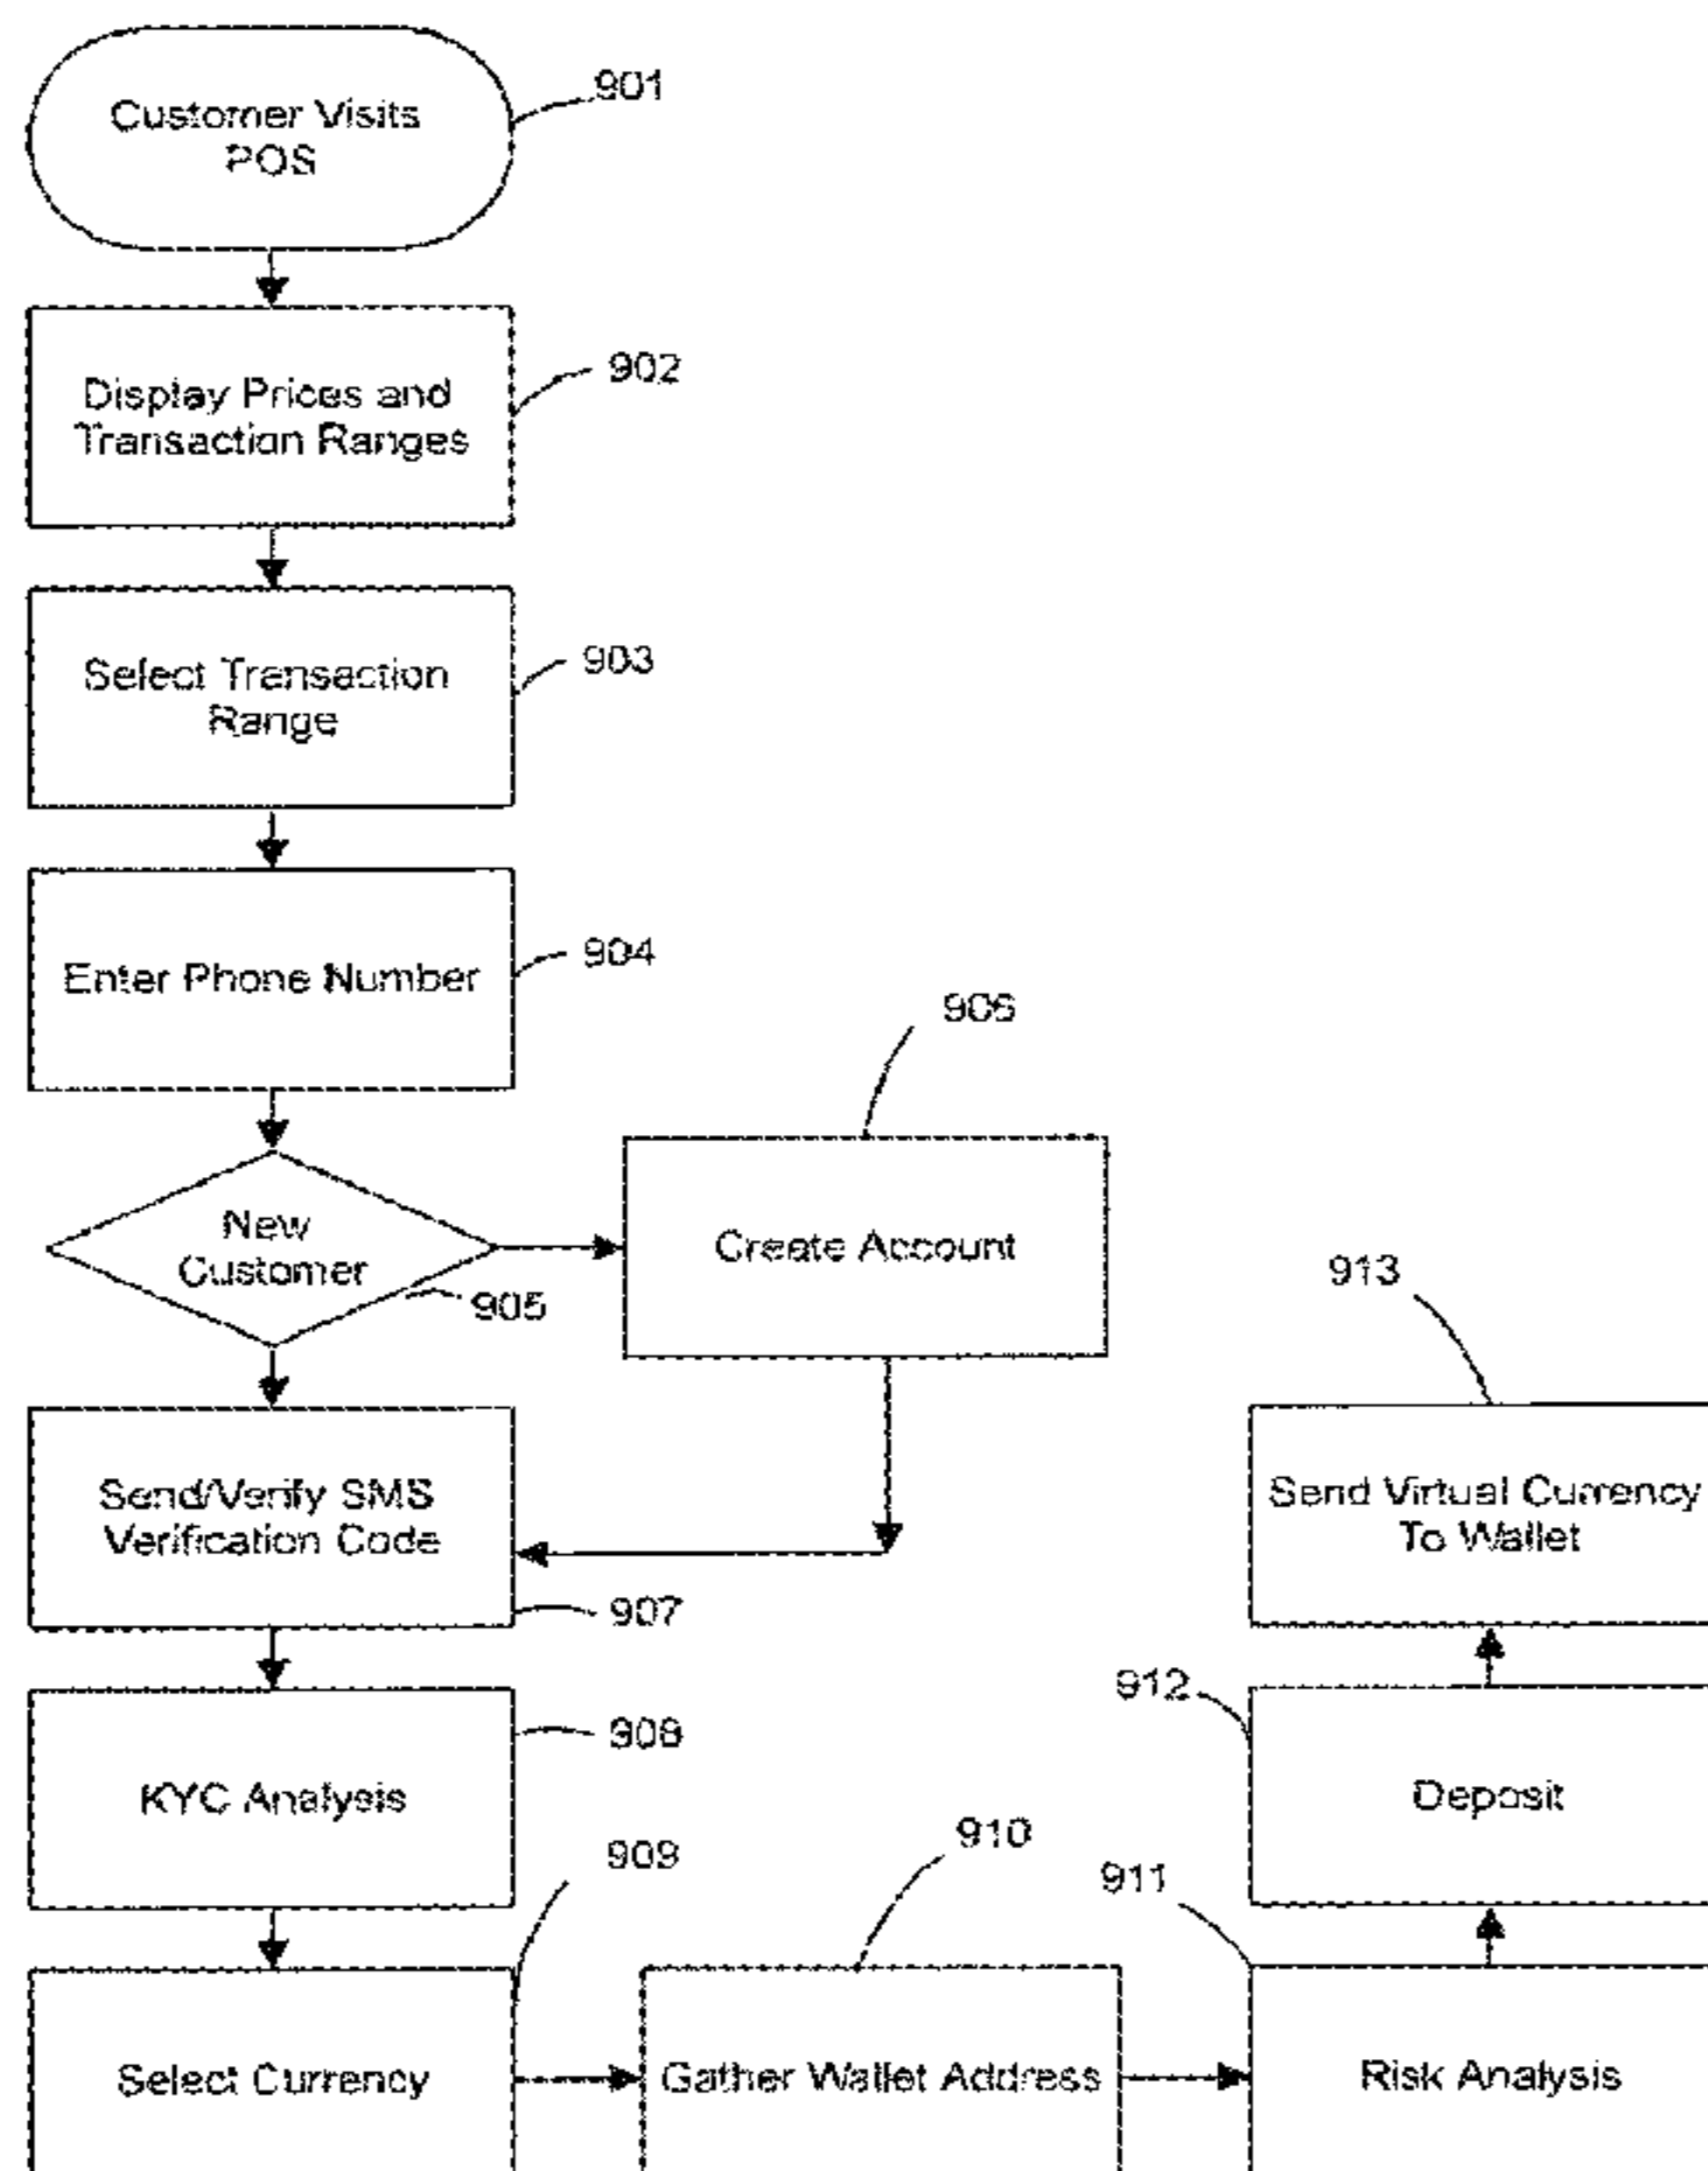 Customer Visits
POS
901
Display Prices and
Transaction Ranges
902
Select Transaction
Range
903
Enter Phone Number
904
906
New
Customer
905
Create Account
913
Send/Verify SMS
Verification Code
907
Send Virtual Currency
To Wallet
912
908
KYC Analysis
Deposit
909
910
911
Select Currency
Gather Wallet Address
Risk Analysis